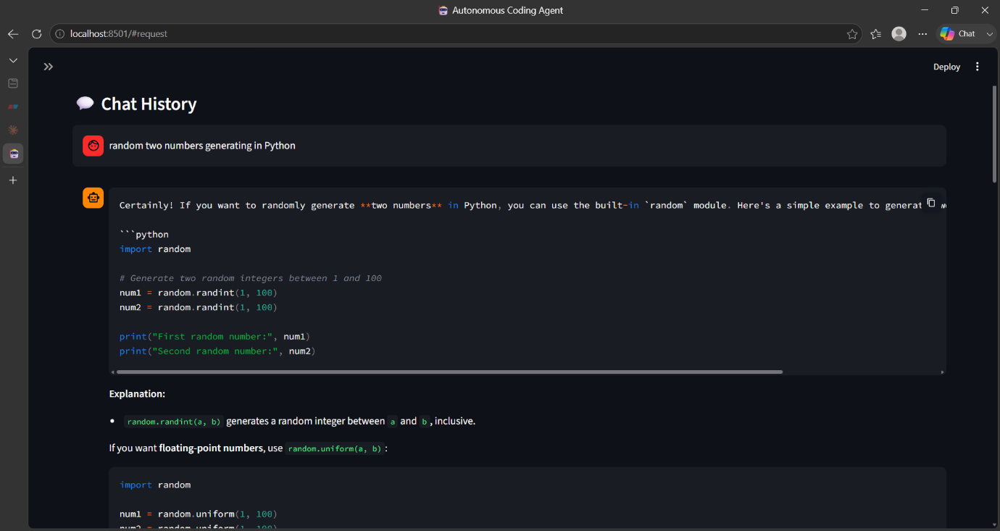 Autonomous Coding Agent
localhost:8501/#request
Chat
Deploy
Chat History
random two numbers generating in Python
Certainly! If you want to randomly generate **two numbers** in Python, you can use the built-in `random` module. Here's a simple example to generat
```python
import random
# Generate two random integers between 1 and 100
num1 = random.randint(1, 100)
num2 = random.randint(1, 100)
print("First random number:", num1)
print("Second random number:", num2)
Explanation:
• random.randint(a, b) generates a random integer between a and b , inclusive.
If you want floating-point numbers, use random.uniform(a, b) :
import random
num1 = random.uniform(1, 100)
num2 = random.uniform(1, 100)